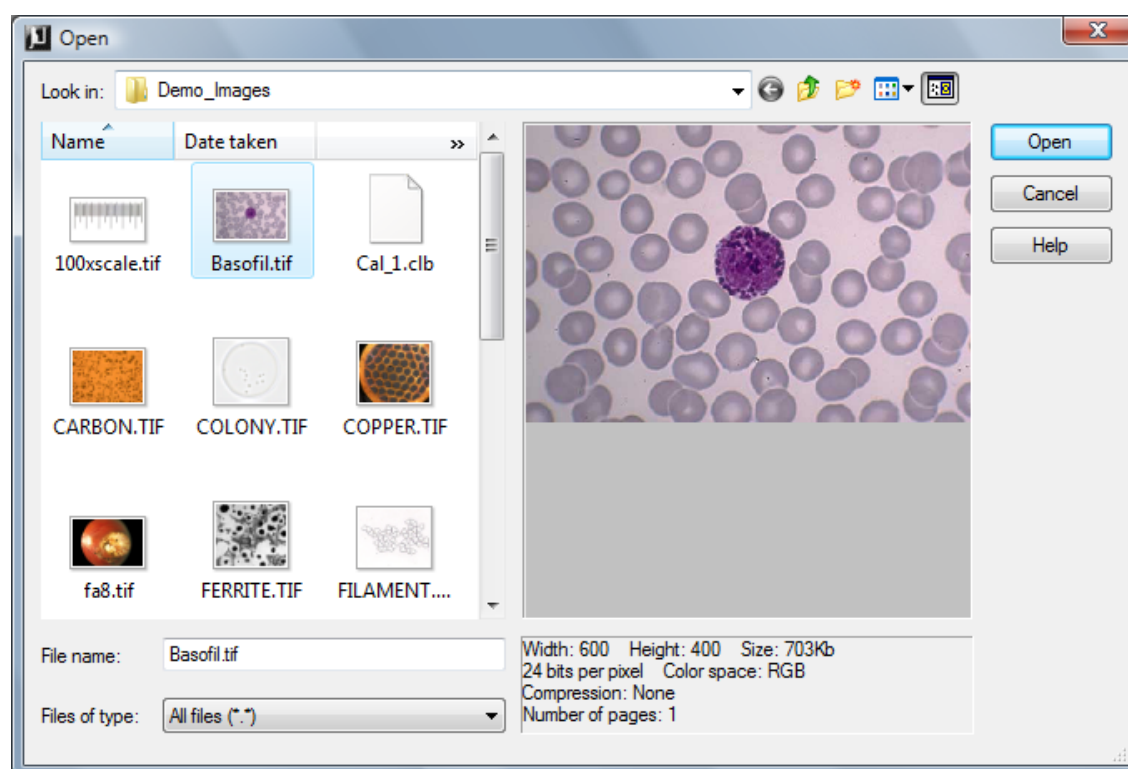 Open
Look in: Demo_Images
Name Date taken »
Open
Cancel
Help
100xscale.tif Basofil.tif Cal_1.clb
CARBON.TIF COLONY.TIF COPPER.TIF
fa8.tif FERRITE.TIF FILAMENT....
File name: Basofil.tif
Files of type: All files (*.*)
Width: 600 Height: 400 Size: 703Kb
24 bits per pixel Color space: RGB
Compression: None
Number of pages: 1